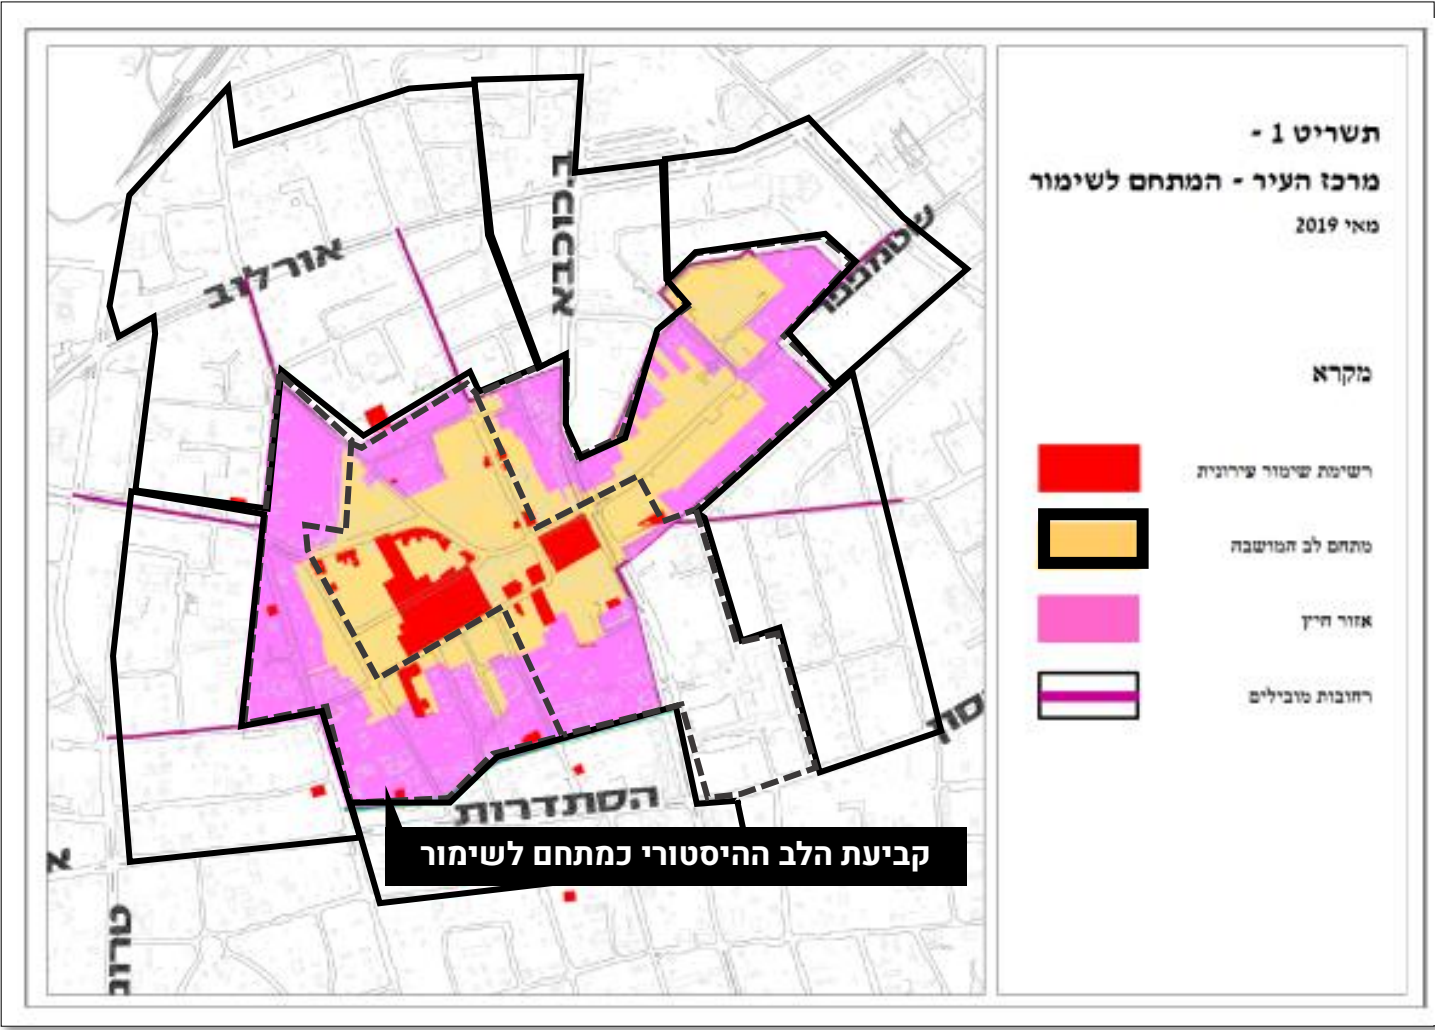 תשריט 1 -
מרכז העיר - המתחם לשימור
מאי 2019
מקרא
רשימת שימור עירונית
מתחם לב המושבה
אזור חיץ
רחובות מובילים
אורלוב
ברכוכבא
שטמפפר
הסתדרות
קביעת הלב ההיסטורי כמתחם לשימור